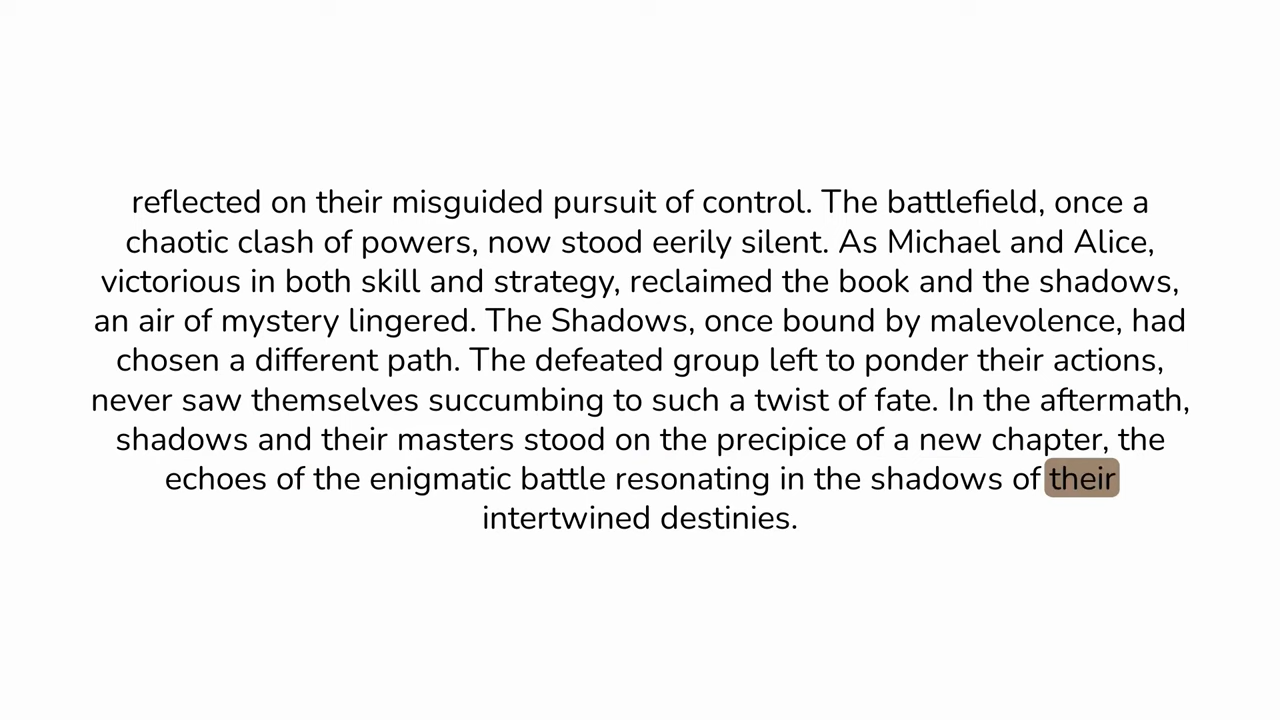 reflected on their misguided pursuit of control. The battlefield, once a
chaotic clash of powers, now stood eerily silent. As Michael and Alice,
victorious in both skill and strategy, reclaimed the book and the shadows,
an air of mystery lingered. The Shadows, once bound by malevolence, had
chosen a different path. The defeated group left to ponder their actions,
never saw themselves succumbing to such a twist of fate. In the aftermath,
shadows and their masters stood on the precipice of a new chapter, the
echoes of the enigmatic battle resonating in the shadows of their
intertwined destinies.